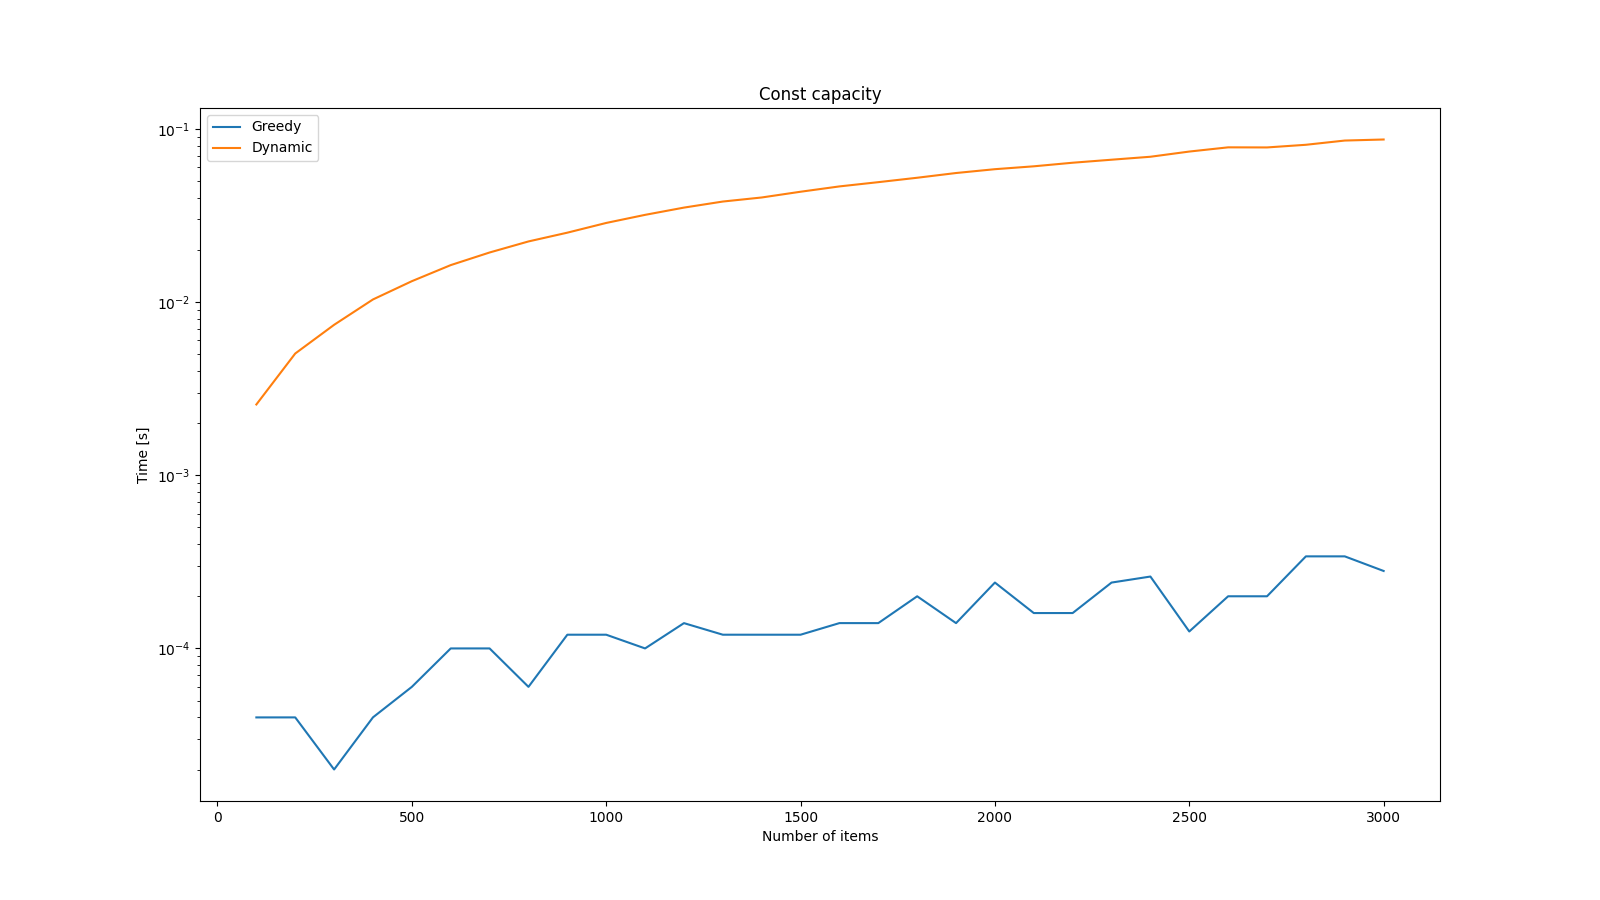 Const capacity
Greedy
Dynamic
10⁻¹
10⁻²
10⁻³
10⁻⁴
Time [s]
0 500 1000 1500 2000 2500 3000
Number of items